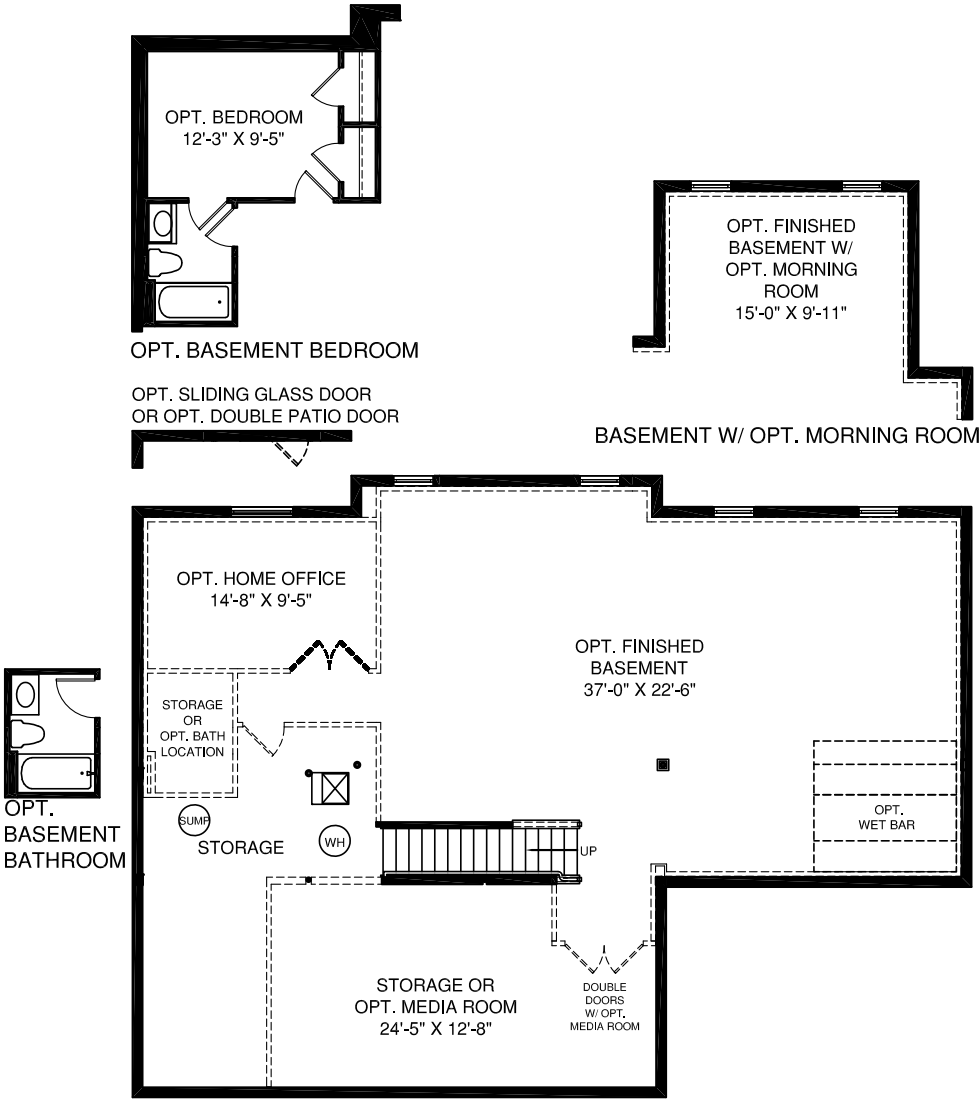 OPT. BEDROOM
12'-3" X 9'-5"
OPT. BASEMENT BEDROOM
OPT. FINISHED
BASEMENT W/
OPT. MORNING
ROOM
15'-0" X 9'-11"
BASEMENT W/ OPT. MORNING ROOM
OPT. SLIDING GLASS DOOR
OR OPT. DOUBLE PATIO DOOR
OPT. HOME OFFICE
14'-8" X 9'-5"
OPT. FINISHED
BASEMENT
37'-0" X 22'-6"
STORAGE
OR
OPT. BATH
LOCATION
OPT.
BASEMENT
BATHROOM
SUMP
STORAGE
WH
UP
OPT.
WET BAR
STORAGE OR
OPT. MEDIA ROOM
24'-5" X 12'-8"
DOUBLE
DOORS
W/ OPT.
MEDIA ROOM